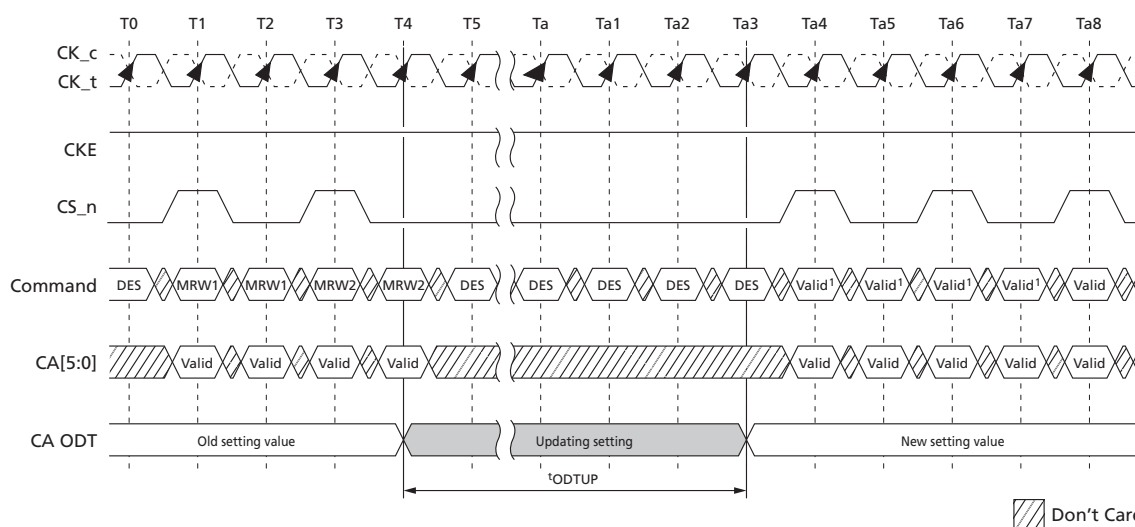 T0 T1 T2 T3 T4 T5 Ta Ta1 Ta2 Ta3 Ta4 Ta5 Ta6 Ta7 Ta8
CK_c
CK_t
CKE
CS_n
Command DES MRW1 MRW1 MRW2 MRW2 DES DES DES DES DES Valid¹ Valid¹ Valid¹ Valid¹ Valid
CA[5:0] Valid Valid Valid Valid Valid Valid Valid Valid Valid
CA ODT Old setting value Updating setting New setting value
ᵗODTUP
Don't Car